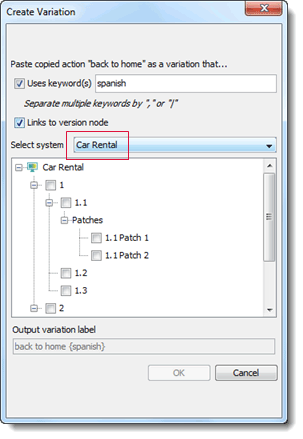 Create Variation
Paste copied action "back to home" as a variation that...
Uses keyword(s) spanish
Separate multiple keywords by "," or "|"
Links to version node
Select system Car Rental
Car Rental
1
1.1
Patches
1.1 Patch 1
1.1 Patch 2
1.2
1.3
2
Output variation label
back to home {spanish}
OK Cancel